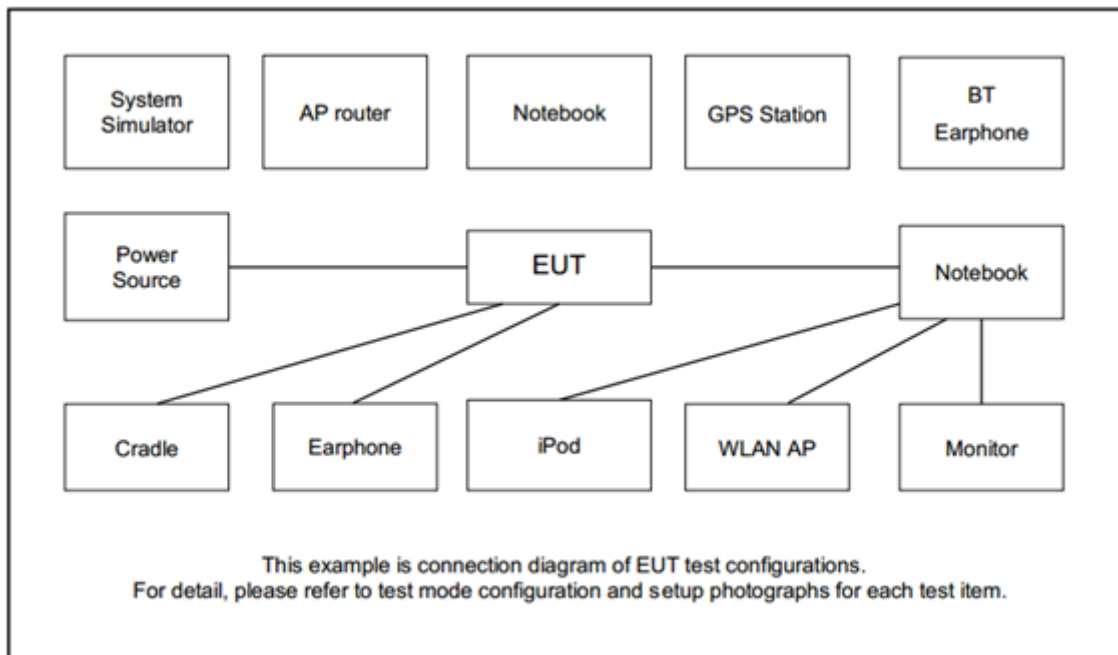 System
Simulator
AP router
Notebook
GPS Station
BT
Earphone
Power
Source
EUT
Notebook
Cradle
Earphone
iPod
WLAN AP
Monitor
This example is connection diagram of EUT test configurations.
For detail, please refer to test mode configuration and setup photographs for each test item.